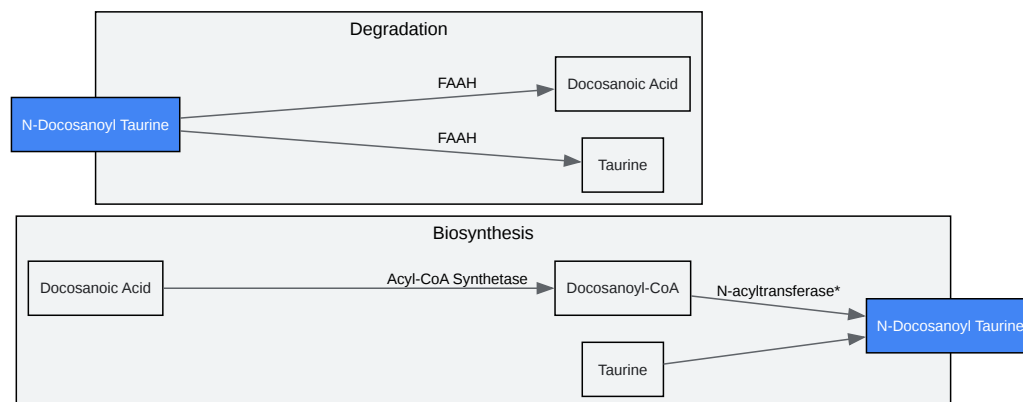 Degradation
FAAH
Docosanoic Acid
N-Docosanoyl Taurine
FAAH
Taurine
Biosynthesis
Docosanoic Acid
Acyl-CoA Synthetase
Docosanoyl-CoA
N-acyltransferase*
N-Docosanoyl Taurine
Taurine